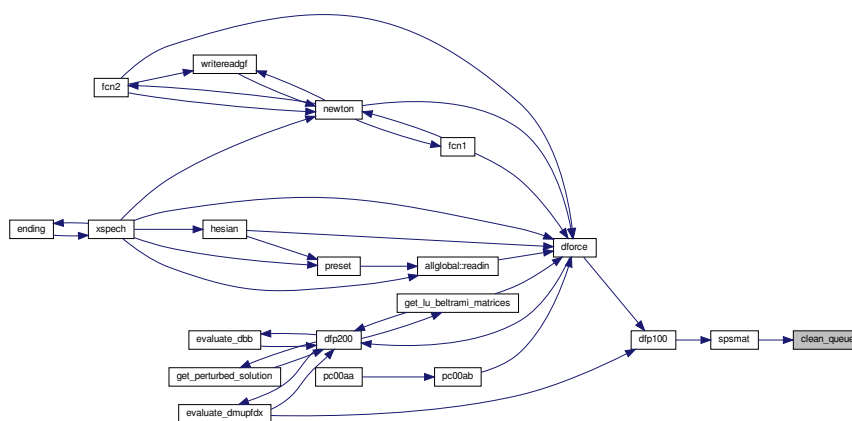 writereadgf
fcn2
newton
fcn1
ending
xspech
hesian
dforce
preset
allglobal::readin
get_lu_beltrami_matrices
evaluate_dbb
dfp200
dfp100
spsmat
clean_queue
get_perturbed_solution
pc00aa
pc00ab
evaluate_dmupfdx